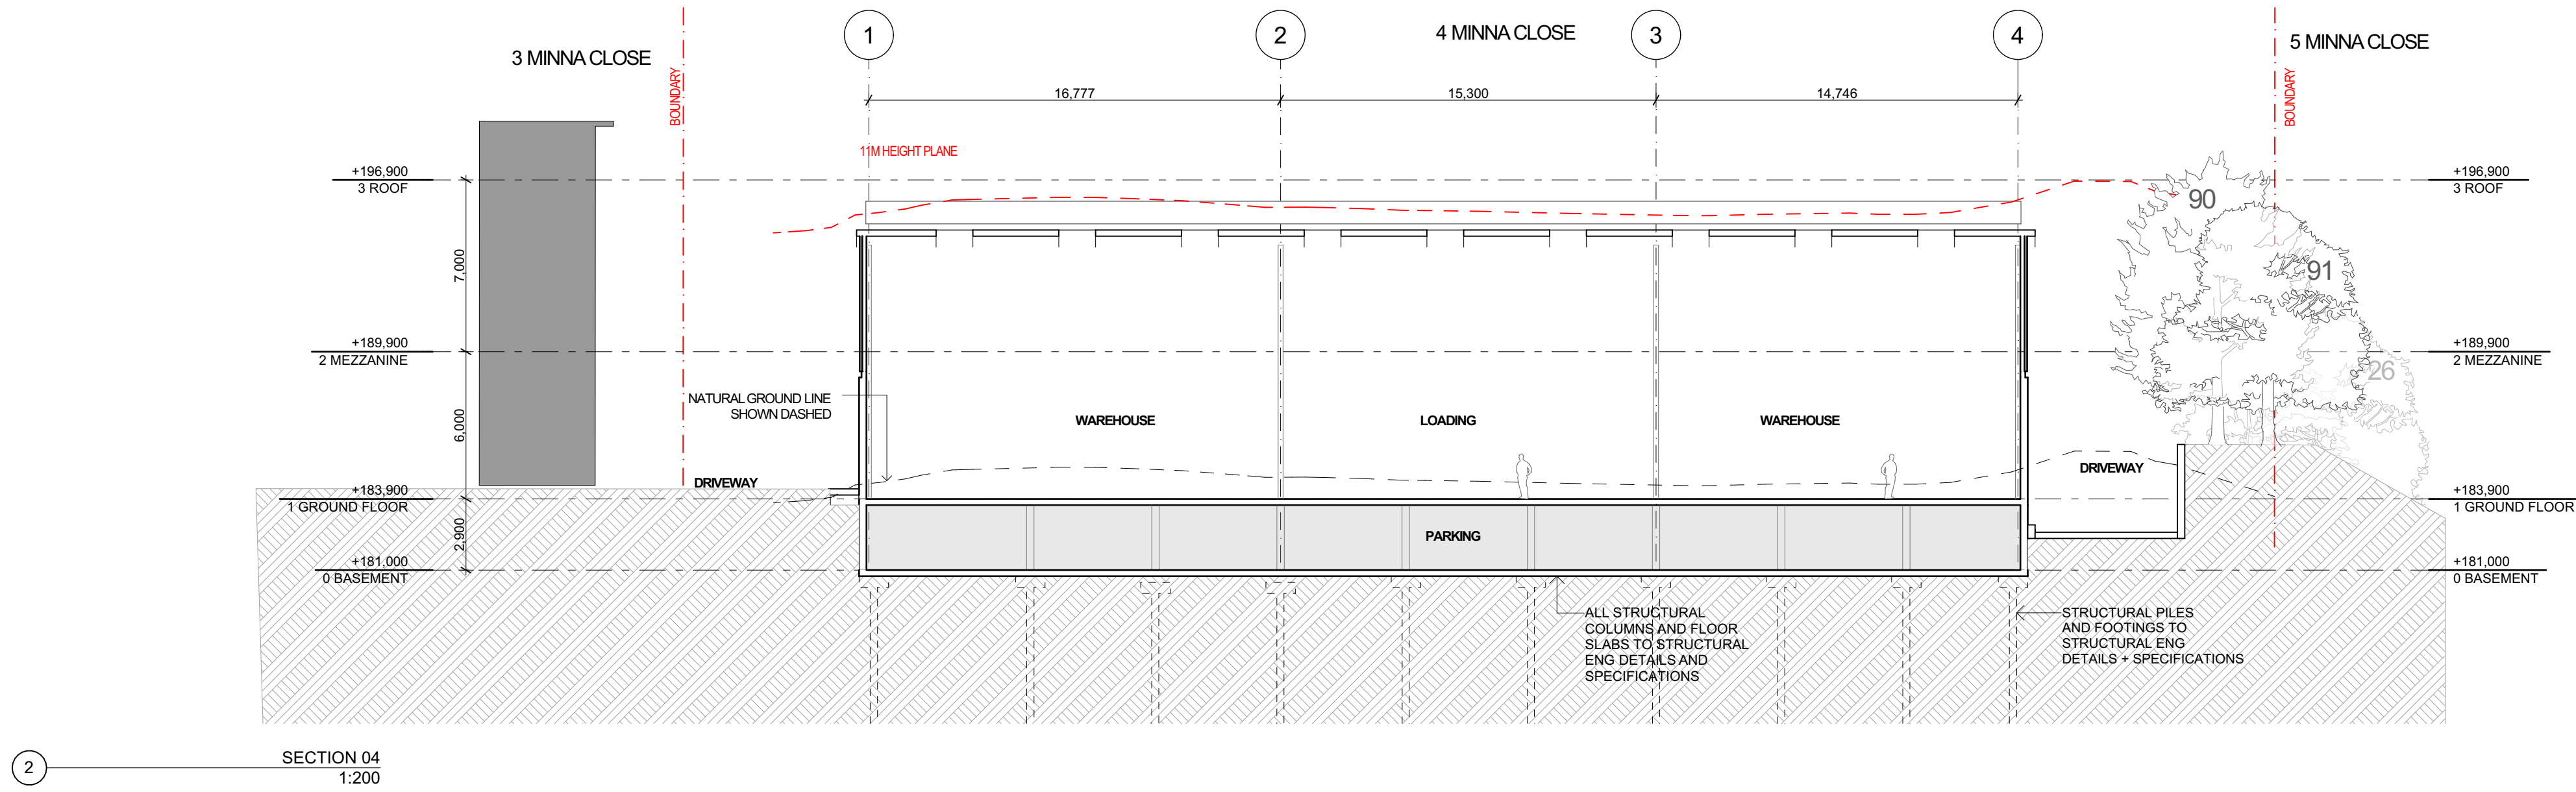 3 MINNA CLOSE
BOUNDARY
1
2
4 MINNA CLOSE
3
4
5 MINNA CLOSE
BOUNDARY
16,777
15,300
14,746
11M HEIGHT PLANE
+196,900
3 ROOF
+196,900
3 ROOF
90
91
26
7,000
+189,900
2 MEZZANINE
+189,900
2 MEZZANINE
NATURAL GROUND LINE
SHOWN DASHED
6,000
WAREHOUSE
LOADING
WAREHOUSE
DRIVEWAY
DRIVEWAY
+183,900
1 GROUND FLOOR
+183,900
1 GROUND FLOOR
2,900
PARKING
+181,000
0 BASEMENT
+181,000
0 BASEMENT
ALL STRUCTURAL
COLUMNS AND FLOOR
SLABS TO STRUCTURAL
ENG DETAILS AND
SPECIFICATIONS
STRUCTURAL PILES
AND FOOTINGS TO
STRUCTURAL ENG
DETAILS + SPECIFICATIONS
2
SECTION 04
1:200